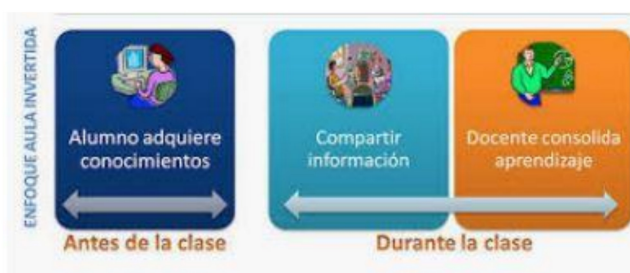 ENFOQUE AULA INVERTIDA
Alumno adquiere
conocimientos
Compartir
información
Docente consolida
aprendizaje
Antes de la clase
Durante la clase